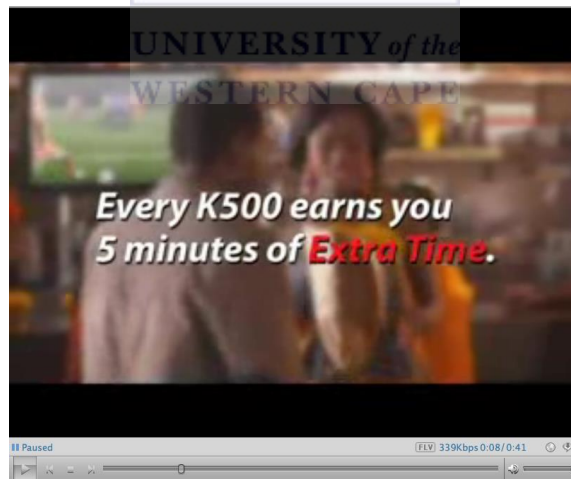 UNIVERSITY of the
WESTERN CAPE
Every K500 earns you
5 minutes of Extra Time.
Paused
FLV 339Kbps 0:08/0:41